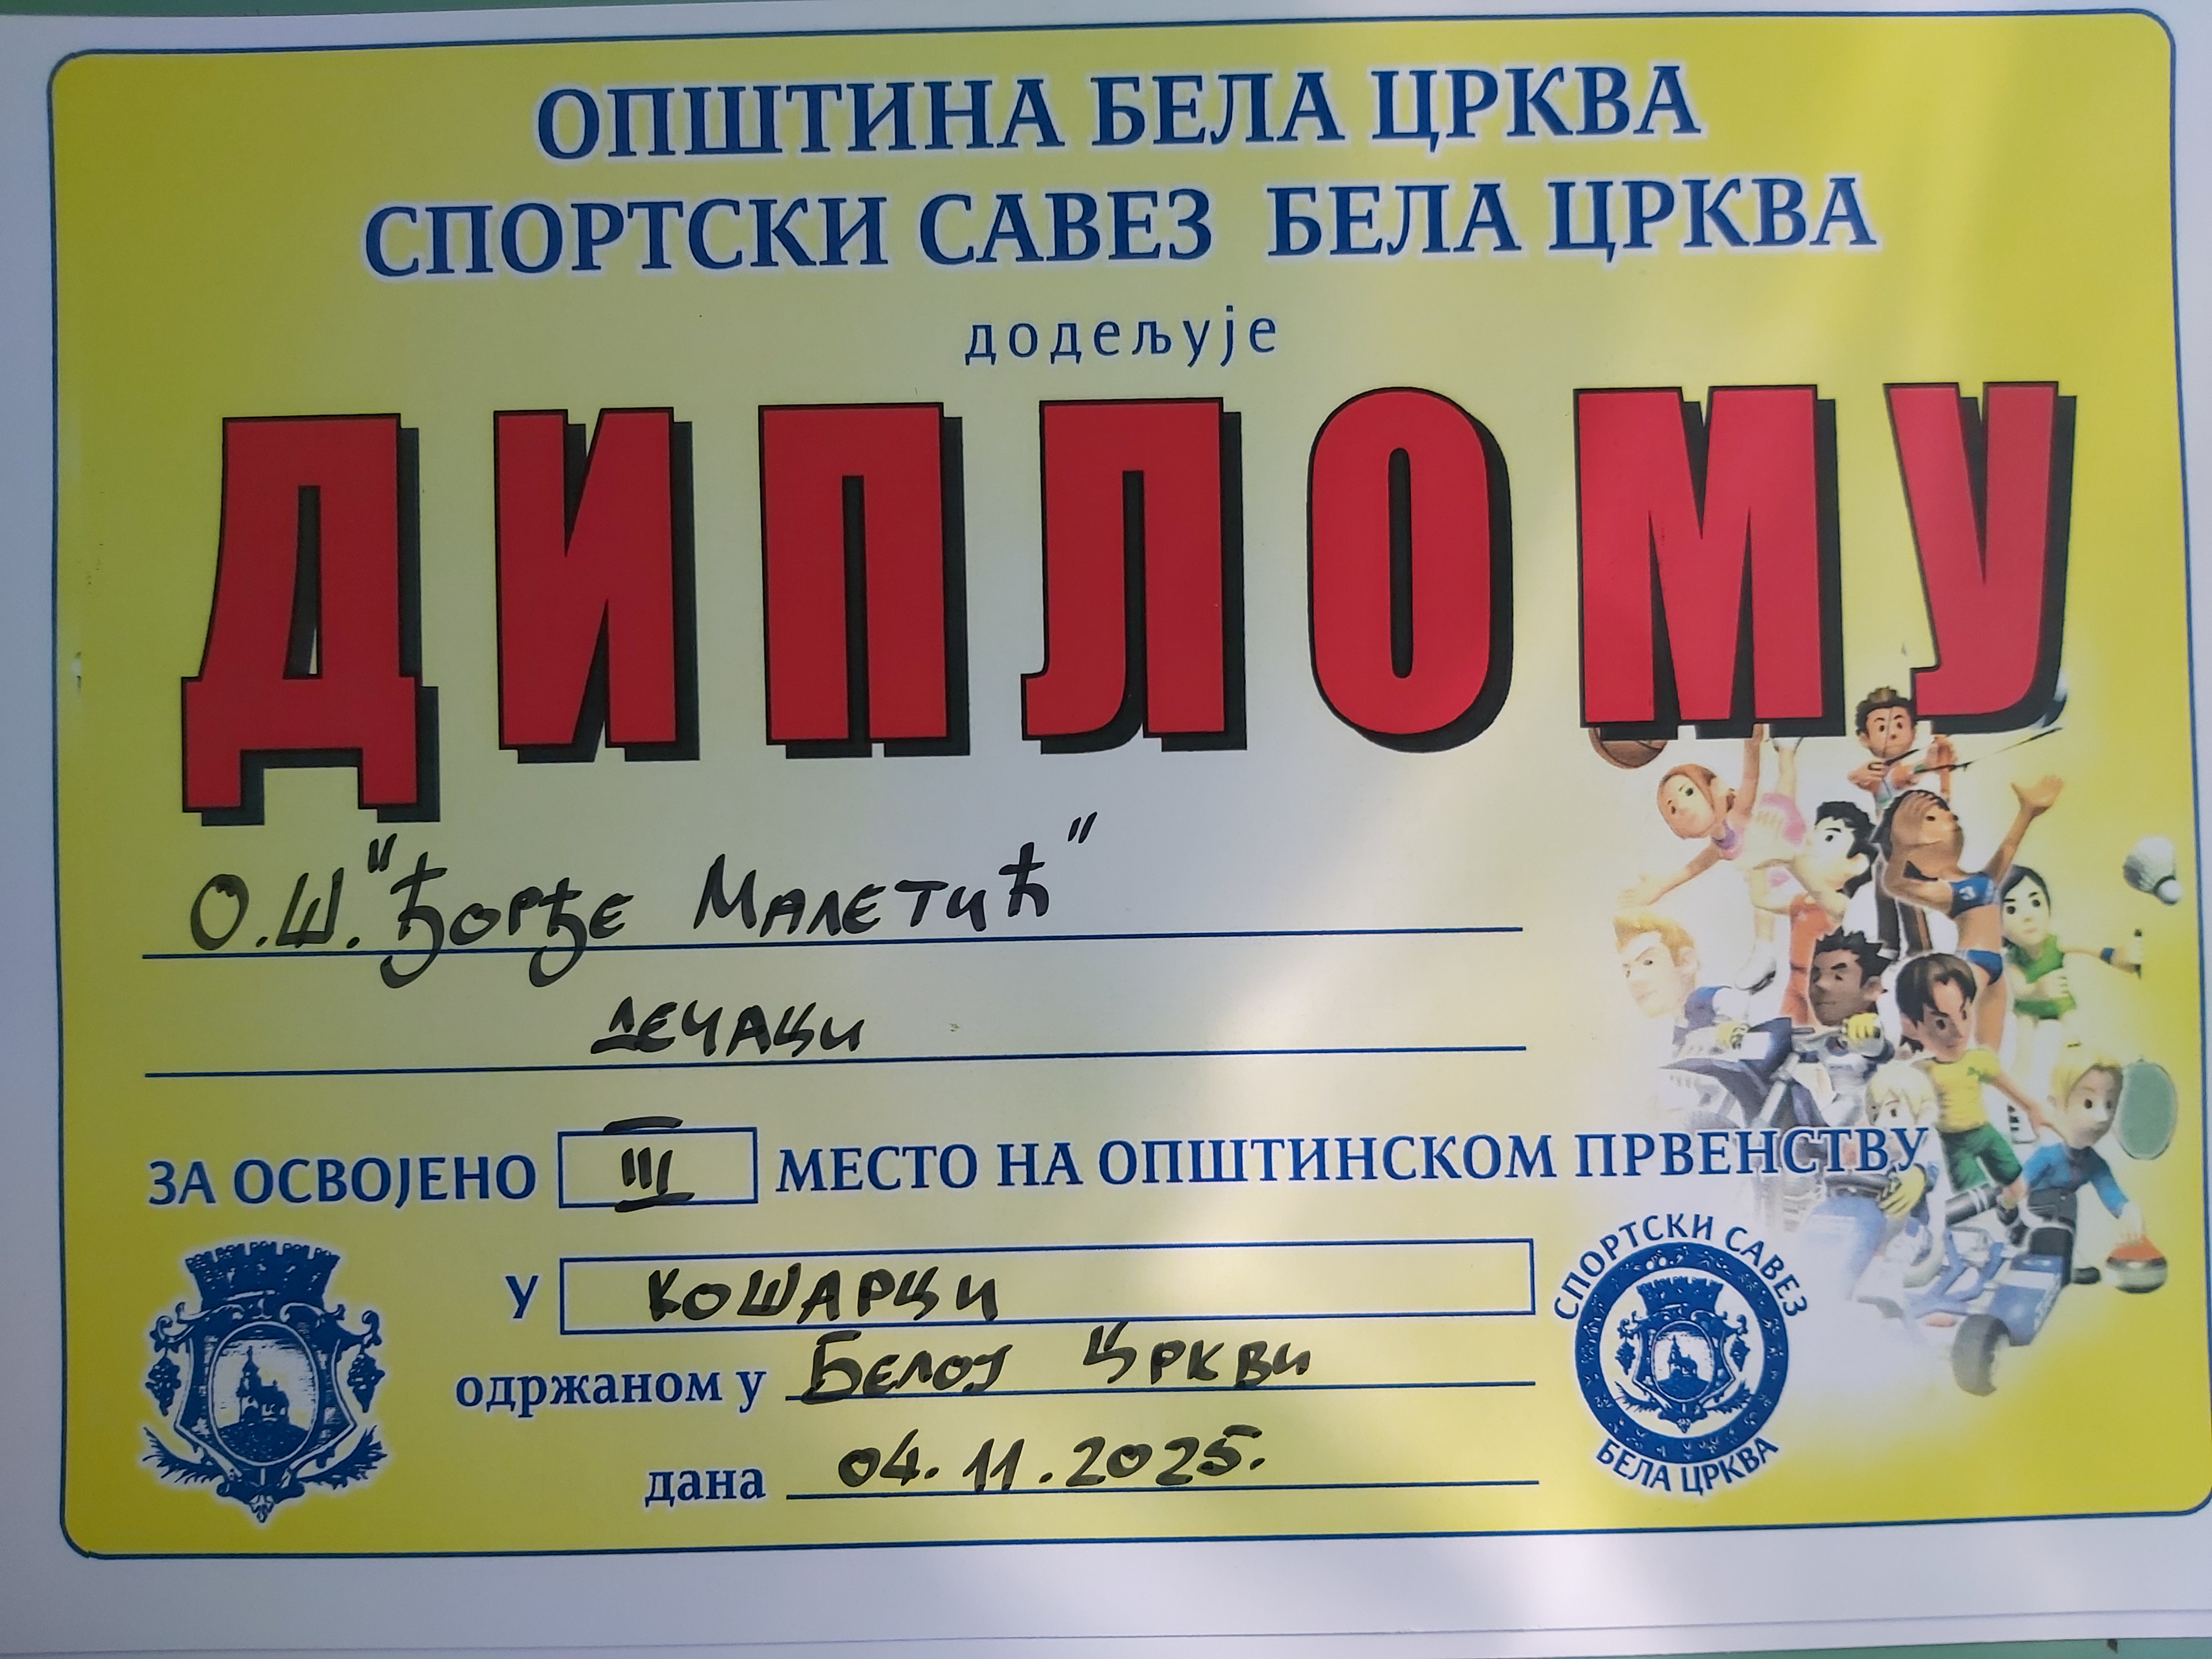 ОПШТИНА БЕЛА ЦРКВА
СПОРТСКИ САВЕЗ БЕЛА ЦРКВА
додељује
ДИПЛОМУ
О.Ш. "Ђорђе Малетић"
дечаци
ЗА ОСВОЈЕНО III МЕСТО НА ОПШТИНСКОМ ПРВЕНСТВУ
У КОШАРЦИ
одржаном у Белој Цркви
дана 04.11.2025.
СПОРТСКИ САВЕЗ
БЕЛА ЦРКВА